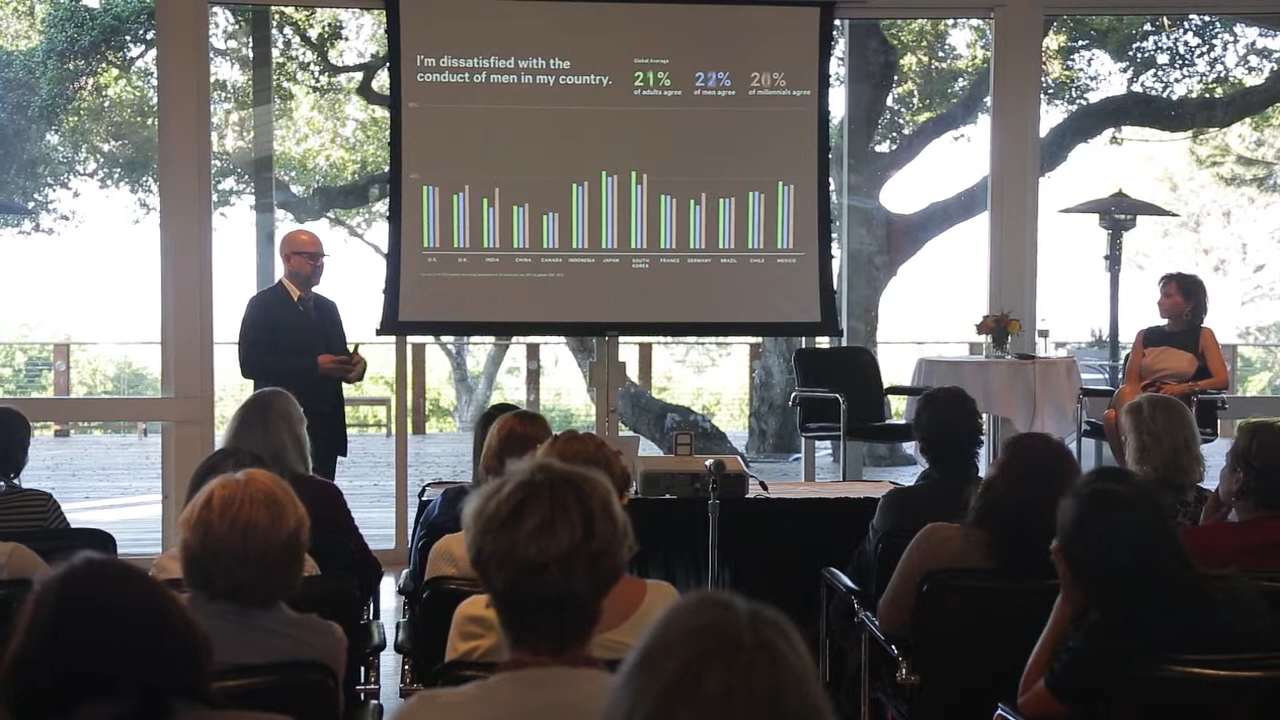 I'm dissatisfied with the
conduct of men in my country.
Global Average
21% 22% 20%
of adults agree of men agree of millennials agree
U.S. U.K. INDIA CHINA CANADA INDONESIA JAPAN SOUTH KOREA FRANCE GERMANY BRAZIL CHILE MEXICO